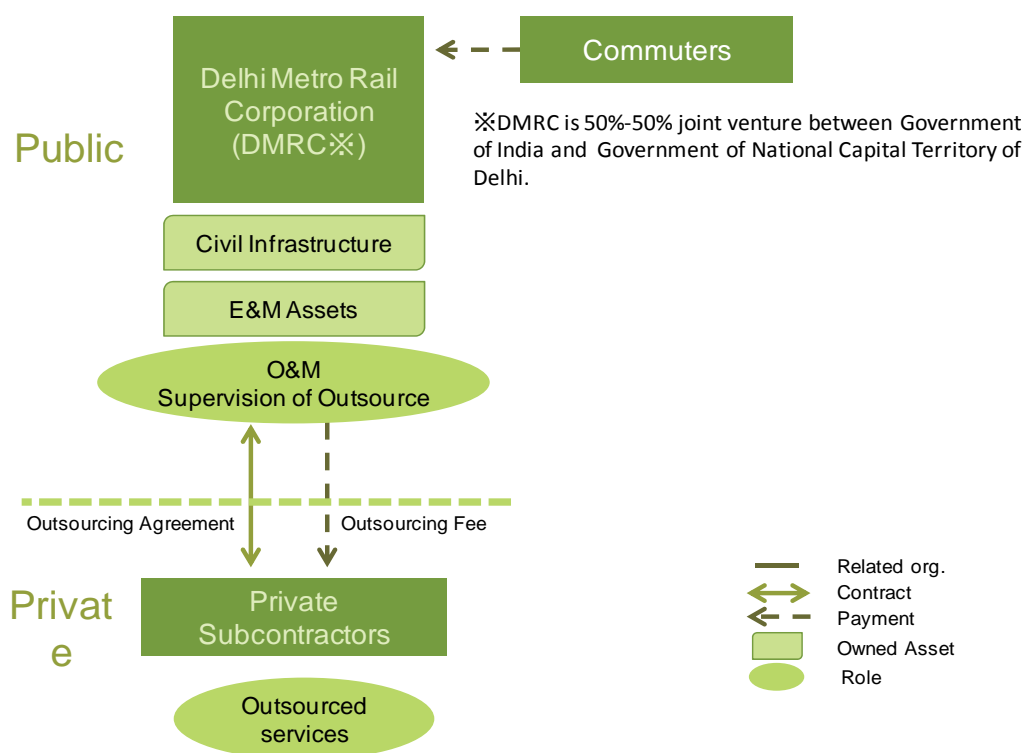 Delhi Metro Rail
Corporation
(DMRC※)
Commuters
Public
※DMRC is 50%-50% joint venture between Government
of India and Government of National Capital Territory of
Delhi.
Civil Infrastructure
E&M Assets
O&M
Supervision of Outsource
Outsourcing Agreement
Outsourcing Fee
Privat
e
Private
Subcontractors
Outsourced
services
Related org.
Contract
Payment
Owned Asset
Role